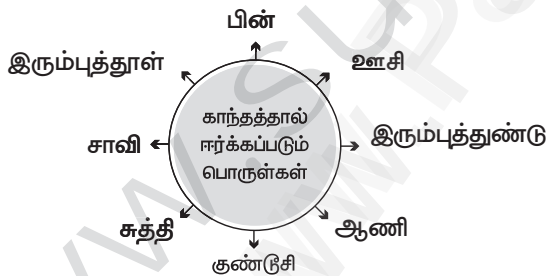 பின்
இரும்புத்தூள்
ஊசி
காந்தத்தால்
ஈர்க்கப்படும்
பொருள்கள்
சாவி
இரும்புத்துண்டு
சுத்தி
ஆணி
குண்டூசி